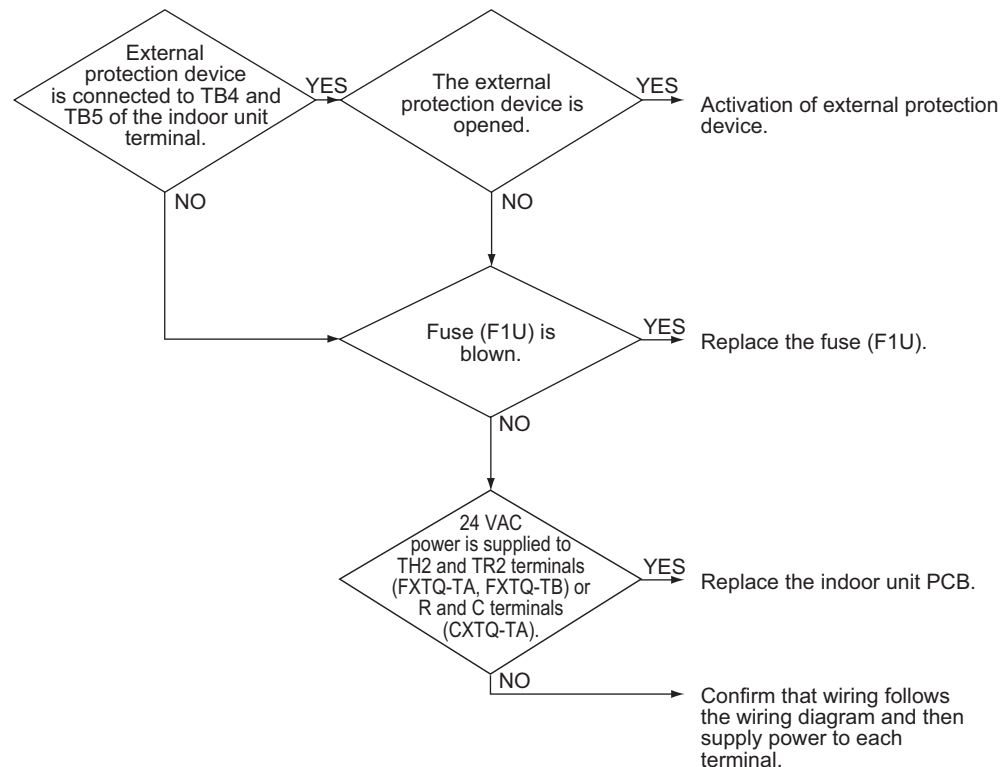 External
protection device
is connected to TB4 and
TB5 of the indoor unit
terminal.
YES
The external
protection device is
opened.
YES
Activation of external protection
device.
NO
NO
Fuse (F1U) is
blown.
YES
Replace the fuse (F1U).
NO
24 VAC
power is supplied to
TH2 and TR2 terminals
(FXTQ-TA, FXTQ-TB) or
R and C terminals
(CXTQ-TA).
YES
Replace the indoor unit PCB.
NO
Confirm that wiring follows
the wiring diagram and then
supply power to each
terminal.